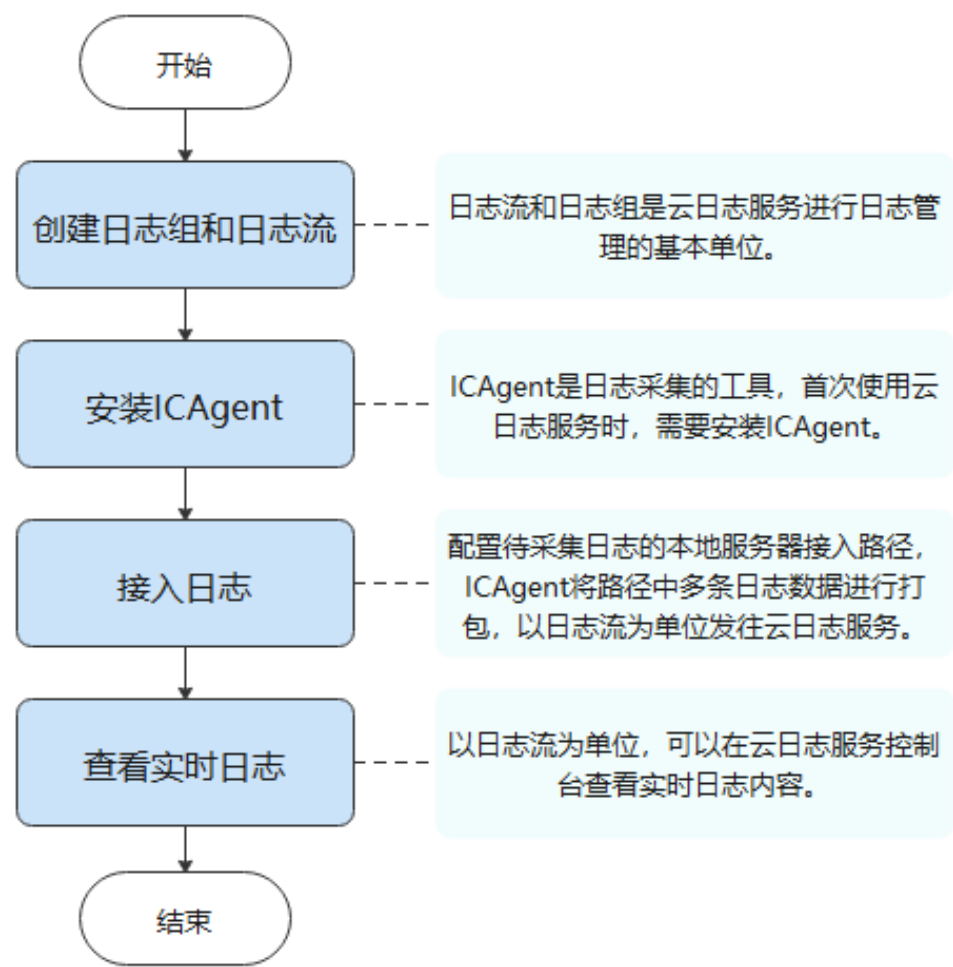 开始
创建日志组和日志流
日志流和日志组是云日志服务进行日志管
理的基本单位。
安装ICAgent
ICAgent是日志采集的工具，首次使用云
日志服务时，需要安装ICAgent。
接入日志
配置待采集日志的本地服务器接入路径，
ICAgent将路径中多条日志数据进行打
包，以日志流为单位发往云日志服务。
查看实时日志
以日志流为单位，可以在云日志服务控制
台查看实时日志内容。
结束